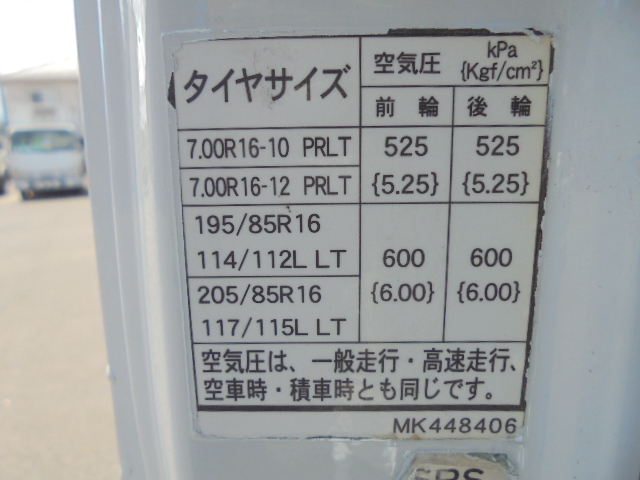 タイヤサイズ
空気圧 kPa {Kgf/cm²}
前輪 後輪
7.00R16-10 PRLT 525 525
7.00R16-12 PRLT {5.25} {5.25}
195/85R16
114/112L LT 600 600
205/85R16 {6.00} {6.00}
117/115L LT
空気圧は、一般走行・高速走行、
空車時・積車時とも同じです。
MK448406
SRS